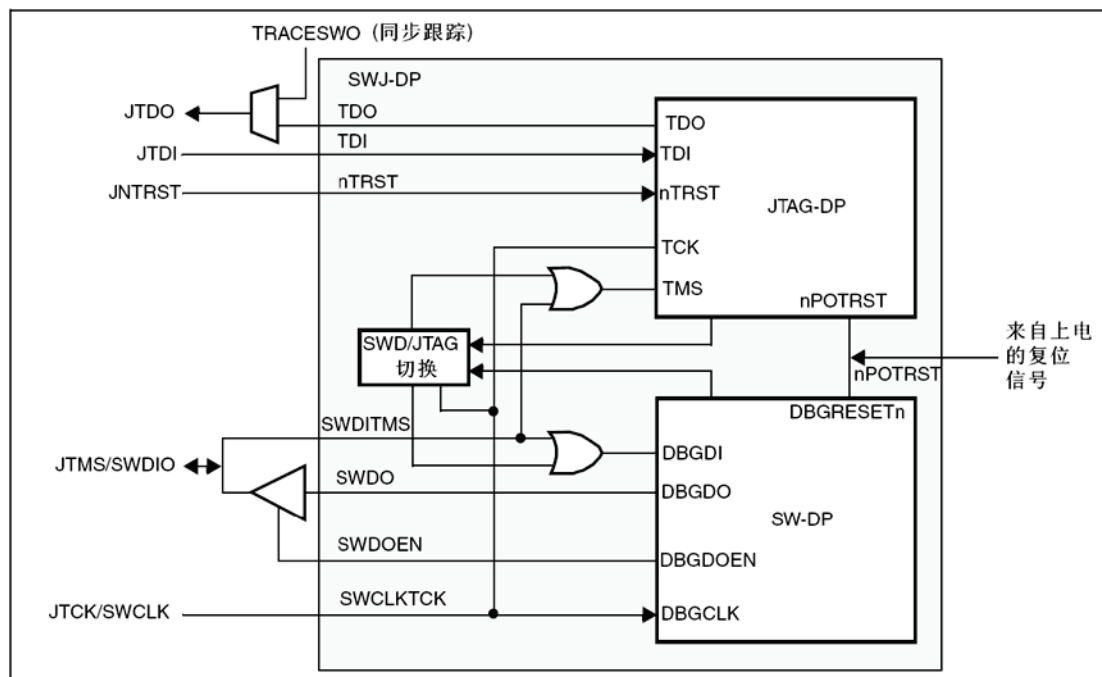 TRACESWO (同步跟踪)
SWJ-DP
JTDO
TDO
TDO
JTDI
TDI
TDI
JNTRST
nTRST
nTRST
JTAG-DP
TCK
TMS
nPOTRST
SWD/JTAG
切换
来自上电
的复位
信号
nPOTRST
DBGRESETn
SWDITMS
DBGDI
JTMS/SWDIO
SWDO
DBGDO
SW-DP
SWDOEN
DBGDOEN
JTCK/SWCLK
SWCLKTCK
DBGCLK